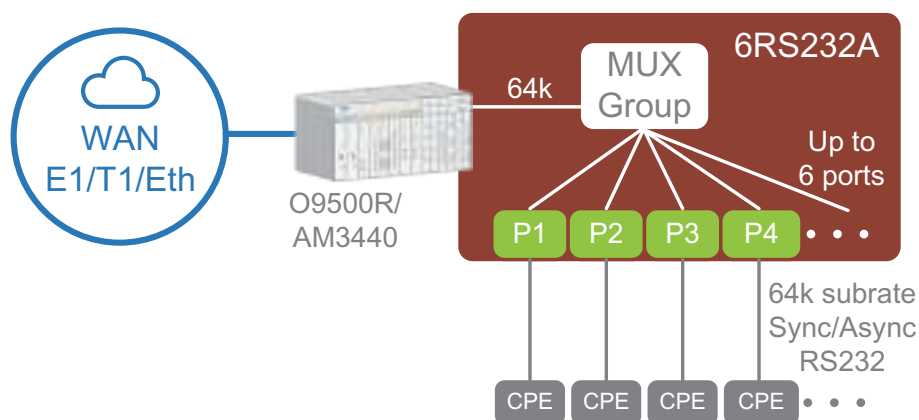 6RS232A
MUX
Group
64k
WAN
E1/T1/Eth
Up to
6 ports
O9500R/
AM3440
P1 P2 P3 P4 • • •
64k subrate
Sync/Async
RS232
CPE CPE CPE CPE • • •